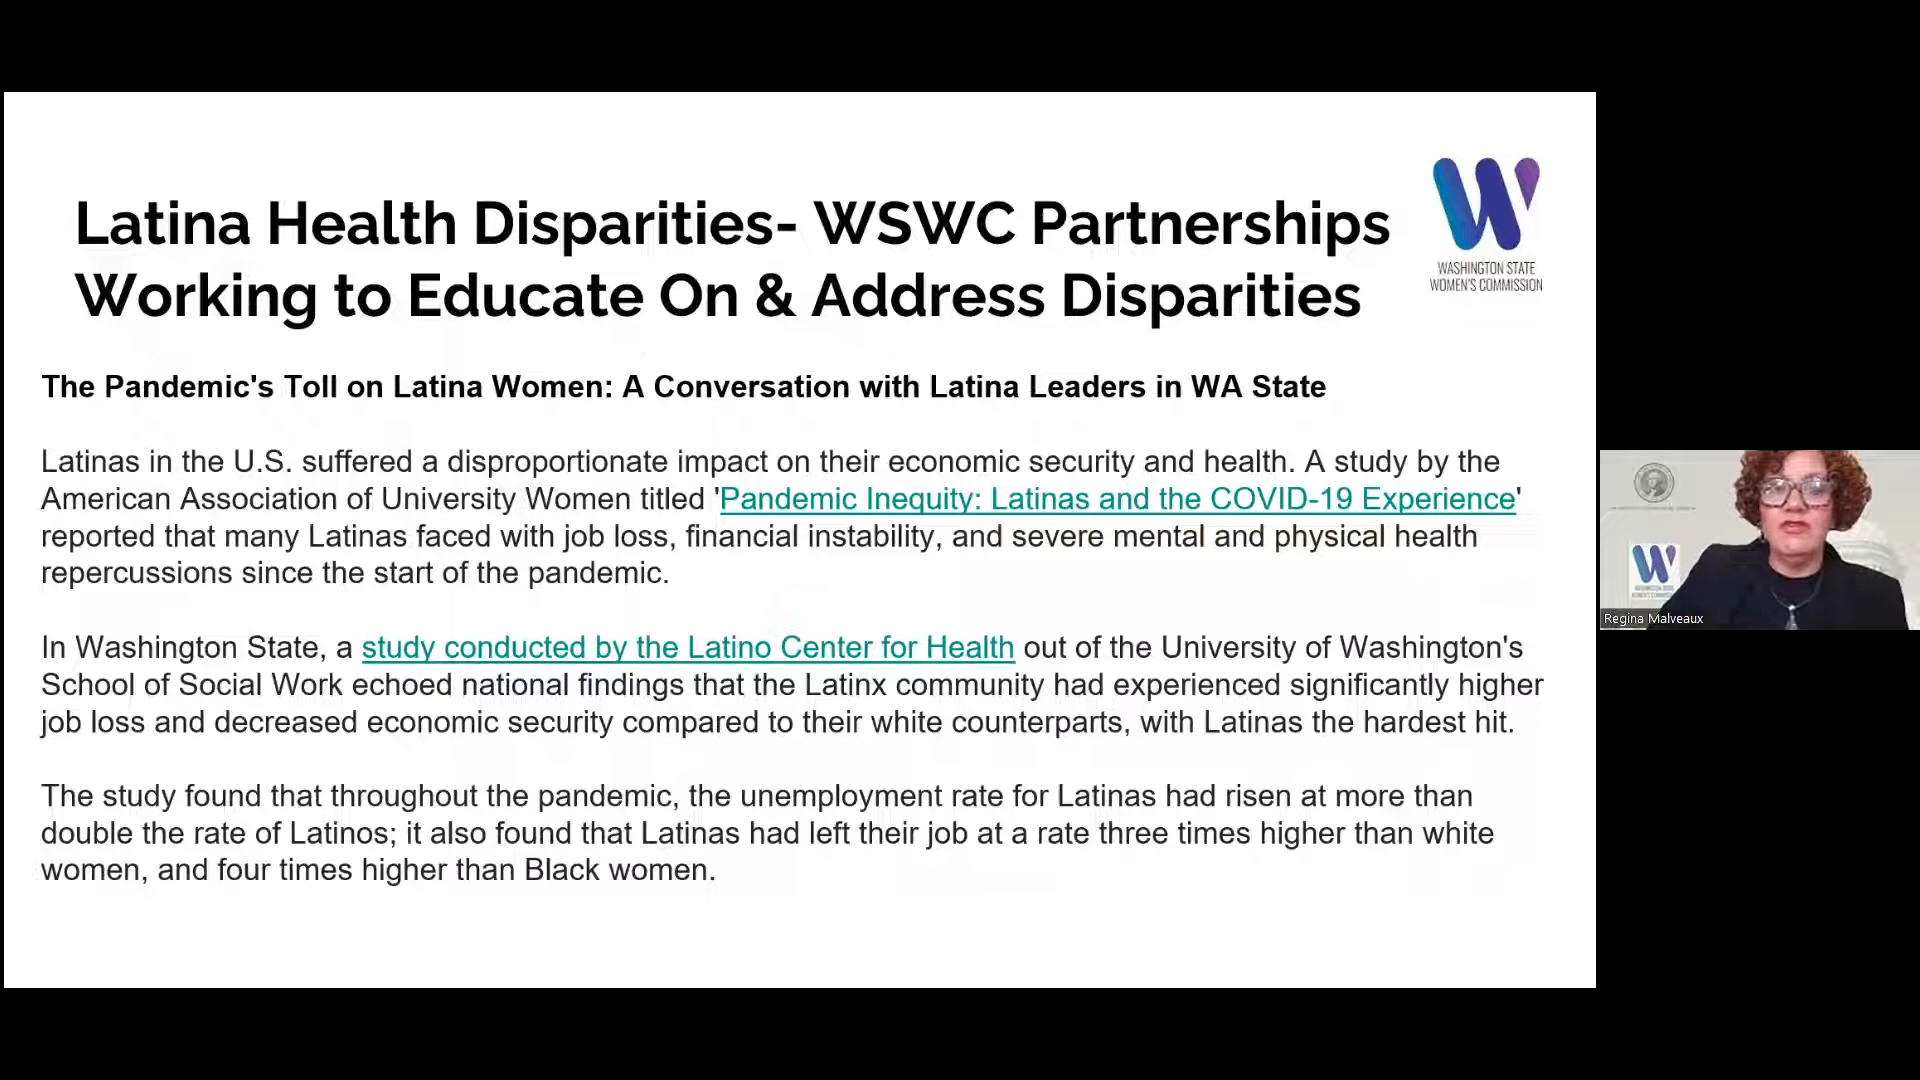 Latina Health Disparities- WSWC Partnerships
Working to Educate On & Address Disparities
WASHINGTON STATE
WOMEN'S COMMISSION
The Pandemic's Toll on Latina Women: A Conversation with Latina Leaders in WA State
Latinas in the U.S. suffered a disproportionate impact on their economic security and health. A study by the
American Association of University Women titled 'Pandemic Inequity: Latinas and the COVID-19 Experience'
reported that many Latinas faced with job loss, financial instability, and severe mental and physical health
repercussions since the start of the pandemic.
In Washington State, a study conducted by the Latino Center for Health out of the University of Washington's
School of Social Work echoed national findings that the Latinx community had experienced significantly higher
job loss and decreased economic security compared to their white counterparts, with Latinas the hardest hit.
The study found that throughout the pandemic, the unemployment rate for Latinas had risen at more than
double the rate of Latinos; it also found that Latinas had left their job at a rate three times higher than white
women, and four times higher than Black women.
Regina Malveaux